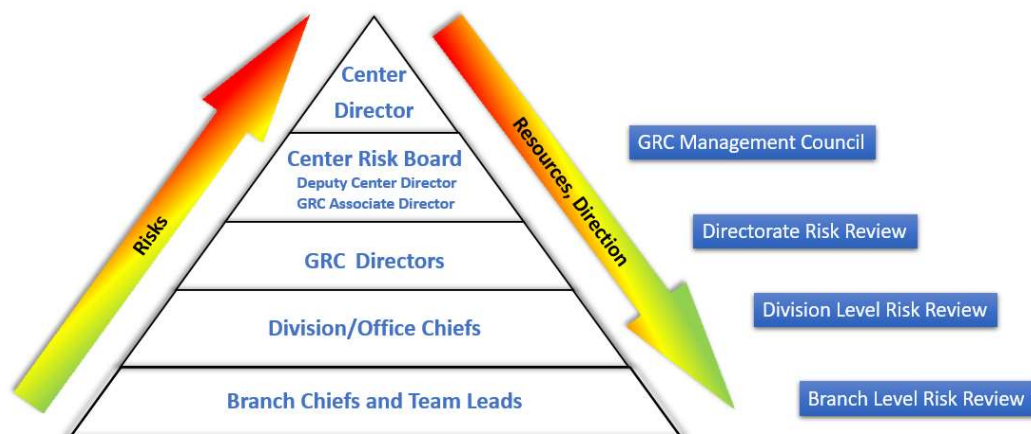 Center
Director
Center Risk Board
Deputy Center Director
GRC Associate Director
GRC Directors
Division/Office Chiefs
Branch Chiefs and Team Leads
Risks
Resources, Direction
GRC Management Council
Directorate Risk Review
Division Level Risk Review
Branch Level Risk Review